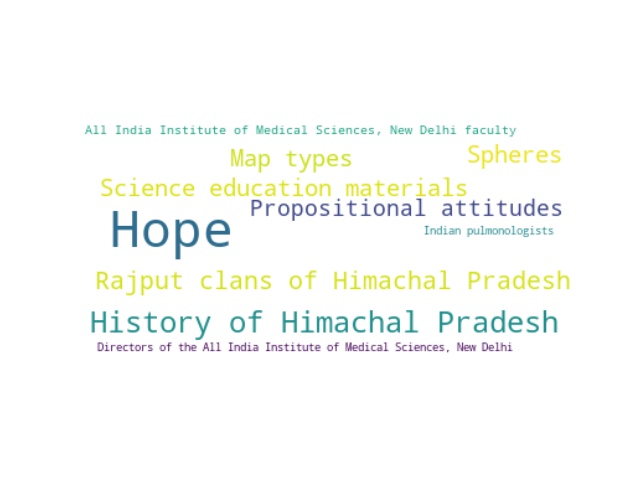 All India Institute of Medical Sciences, New Delhi faculty
Map types
Spheres
Science education materials
Propositional attitudes
Hope
Indian pulmonologists
Rajput clans of Himachal Pradesh
History of Himachal Pradesh
Directors of the All India Institute of Medical Sciences, New Delhi